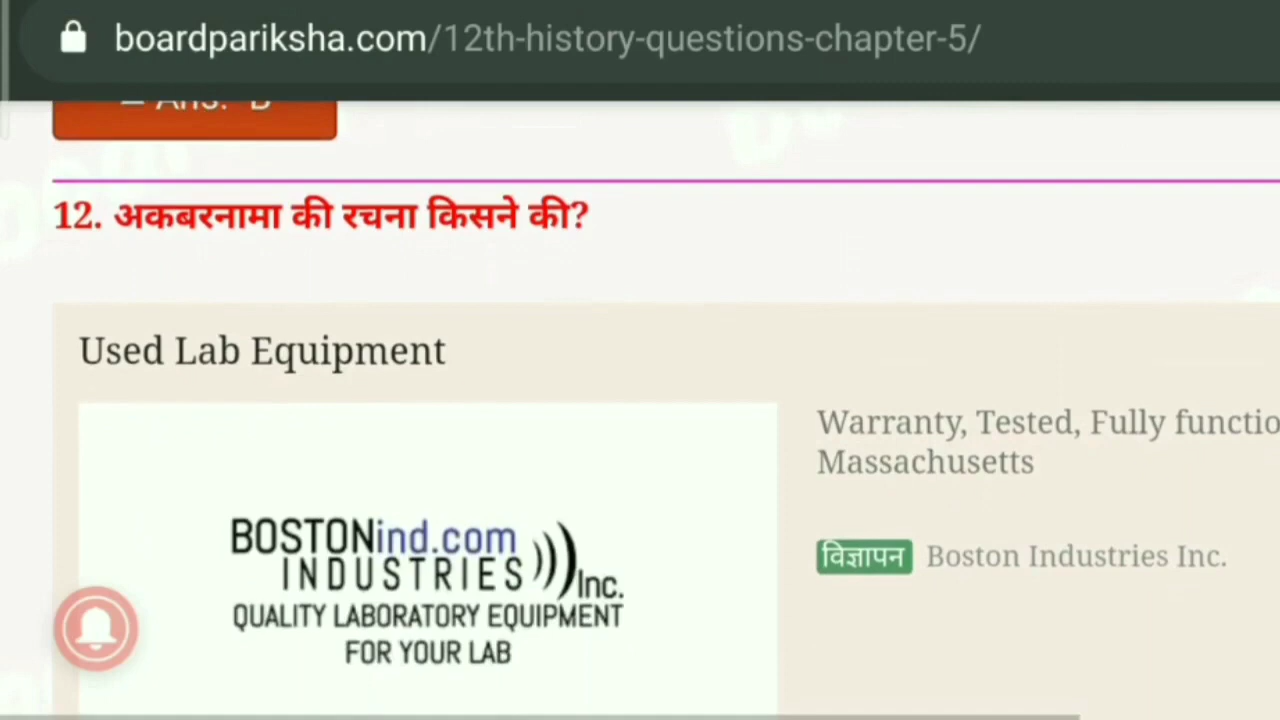 boardpariksha.com/12th-history-questions-chapter-5/
Ans. B
12. अकबरनामा की रचना किसने की?
Used Lab Equipment
Warranty, Tested, Fully functio
Massachusetts
BOSTONind.com
INDUSTRIES Inc.
QUALITY LABORATORY EQUIPMENT
FOR YOUR LAB
विज्ञापन Boston Industries Inc.